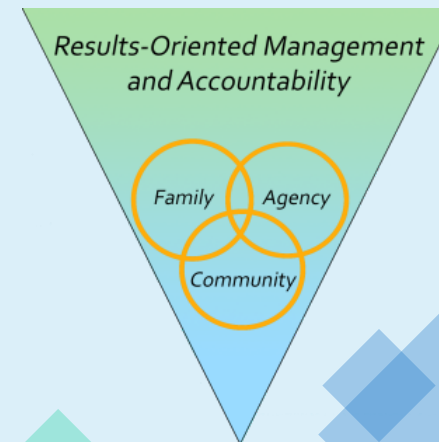 Results-Oriented Management
and Accountability
Family
Agency
Community